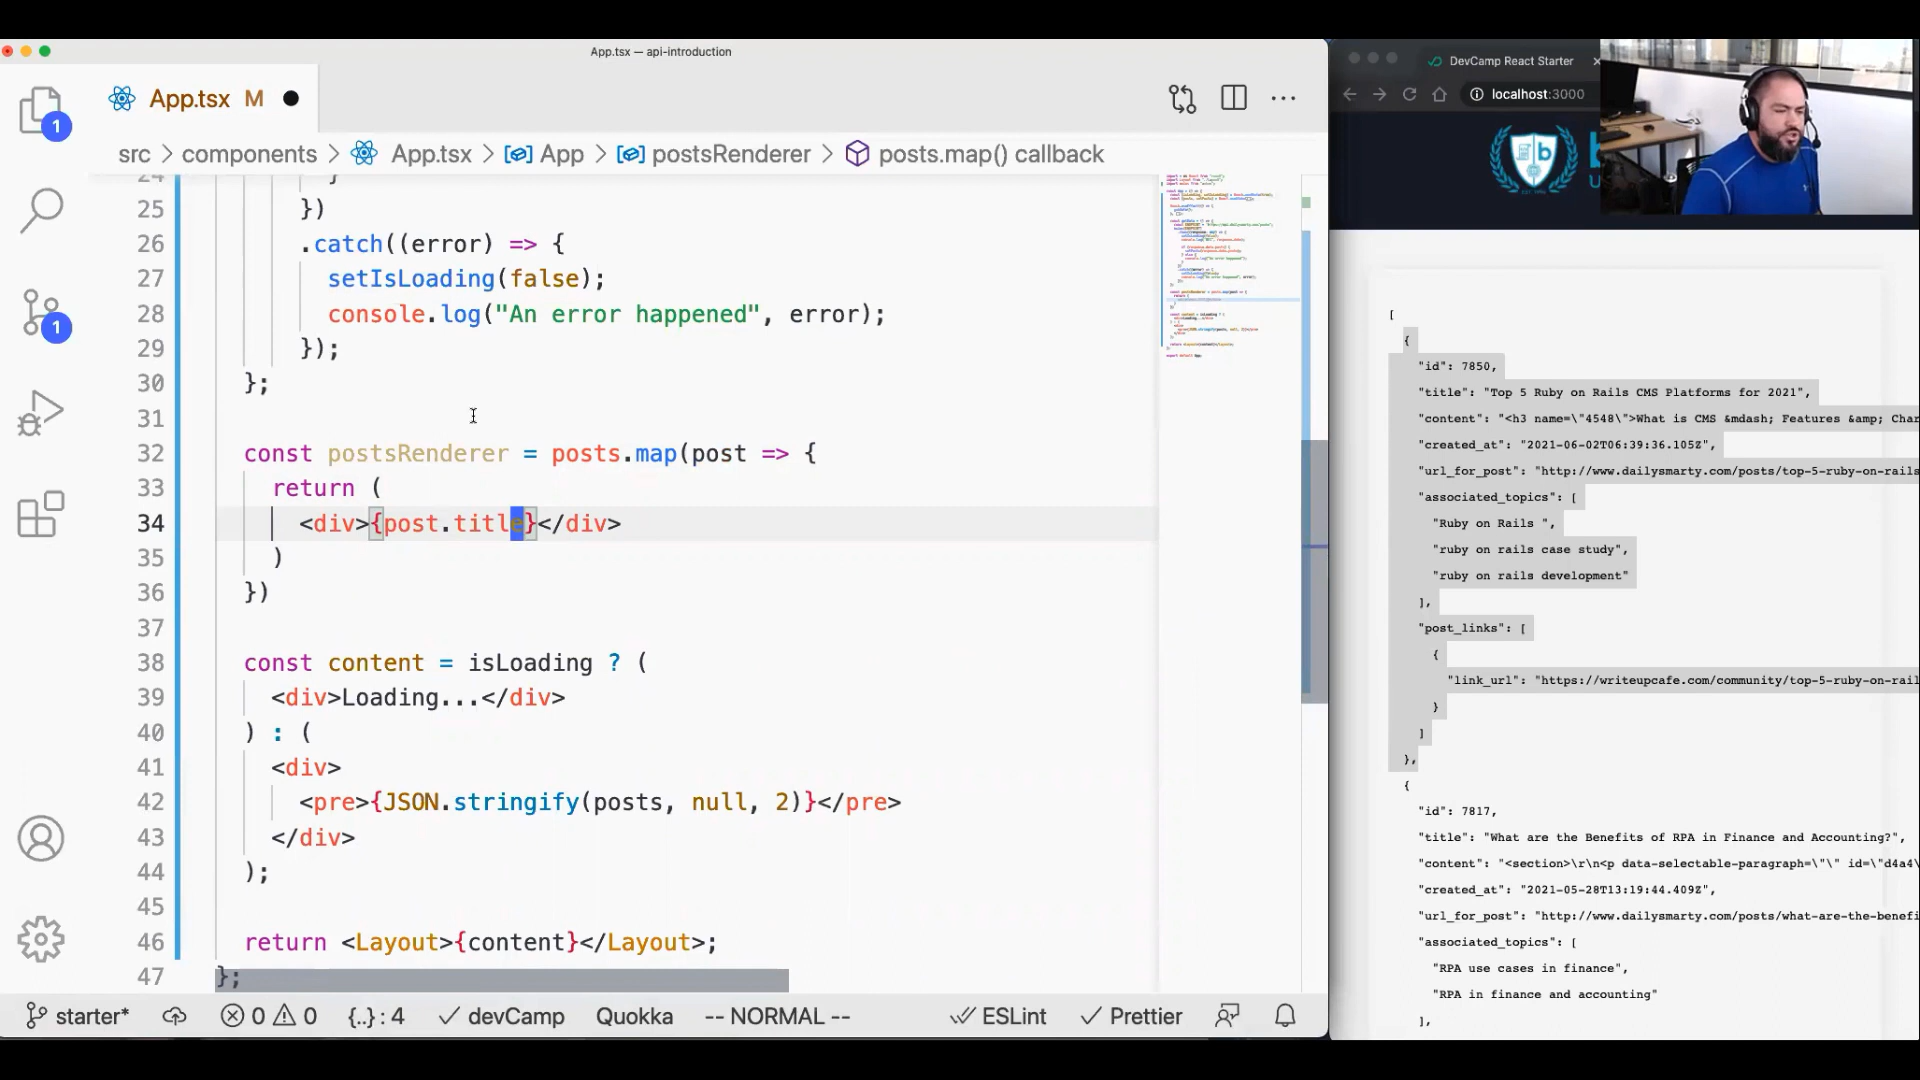 App.tsx — api-introduction
App.tsx M
src > components > App.tsx > App > postsRenderer > posts.map() callback
1
1
24 }
25 })
26 .catch((error) => {
27 setIsLoading(false);
28 console.log("An error happened", error);
29 });
30 };
31
32 const postsRenderer = posts.map(post => {
33 return (
34 <div>{post.title}</div>
35 )
36 })
37
38 const content = isLoading ? (
39 <div>Loading...</div>
40 ) : (
41 <div>
42 <pre>{JSON.stringify(posts, null, 2)}</pre>
43 </div>
44 );
45
46 return <Layout>{content}</Layout>;
47 };
starter* 0 0 {..} : 4 devCamp Quokka -- NORMAL -- ESLint Prettier
DevCamp React Starter
localhost:3000
b
[
{
"id": 7850,
"title": "Top 5 Ruby on Rails CMS Platforms for 2021",
"content": "<h3 name=\"4548\">What is CMS &mdash; Features &amp; Char
"created_at": "2021-06-02T06:39:36.105Z",
"url_for_post": "http://www.dailysmarty.com/posts/top-5-ruby-on-rails
"associated_topics": [
"Ruby on Rails ",
"ruby on rails case study",
"ruby on rails development"
],
"post_links": [
{
"link_url": "https://writeupcafe.com/community/top-5-ruby-on-rail
}
]
},
{
"id": 7817,
"title": "What are the Benefits of RPA in Finance and Accounting?",
"content": "<section>\r\n<p data-selectable-paragraph=\"\" id=\"d4a4\
"created_at": "2021-05-28T13:19:44.409Z",
"url_for_post": "http://www.dailysmarty.com/posts/what-are-the-benefi
"associated_topics": [
"RPA use cases in finance",
"RPA in finance and accounting"
],